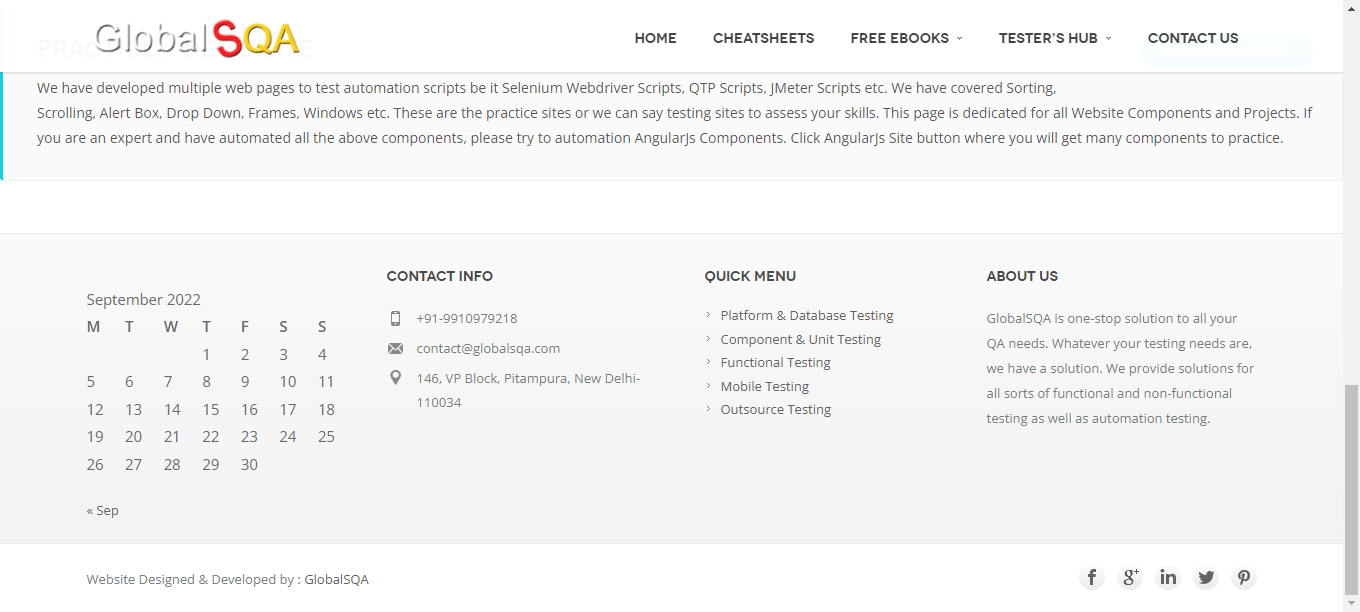 GlobalSQA
HOME CHEATSHEETS FREE EBOOKS TESTER'S HUB CONTACT US
We have developed multiple web pages to test automation scripts be it Selenium Webdriver Scripts, QTP Scripts, JMeter Scripts etc. We have covered Sorting,
Scrolling, Alert Box, Drop Down, Frames, Windows etc. These are the practice sites or we can say testing sites to assess your skills. This page is dedicated for all Website Components and Projects. If
you are an expert and have automated all the above components, please try to automation AngularJs Components. Click AngularJs Site button where you will get many components to practice.
September 2022
M T W T F S S
1 2 3 4
5 6 7 8 9 10 11
12 13 14 15 16 17 18
19 20 21 22 23 24 25
26 27 28 29 30
« Sep
CONTACT INFO
+91-9910979218
contact@globalsqa.com
146, VP Block, Pitampura, New Delhi-
110034
QUICK MENU
Platform & Database Testing
Component & Unit Testing
Functional Testing
Mobile Testing
Outsource Testing
ABOUT US
GlobalSQA is one-stop solution to all your
QA needs. Whatever your testing needs are,
we have a solution. We provide solutions for
all sorts of functional and non-functional
testing as well as automation testing.
Website Designed & Developed by : GlobalSQA